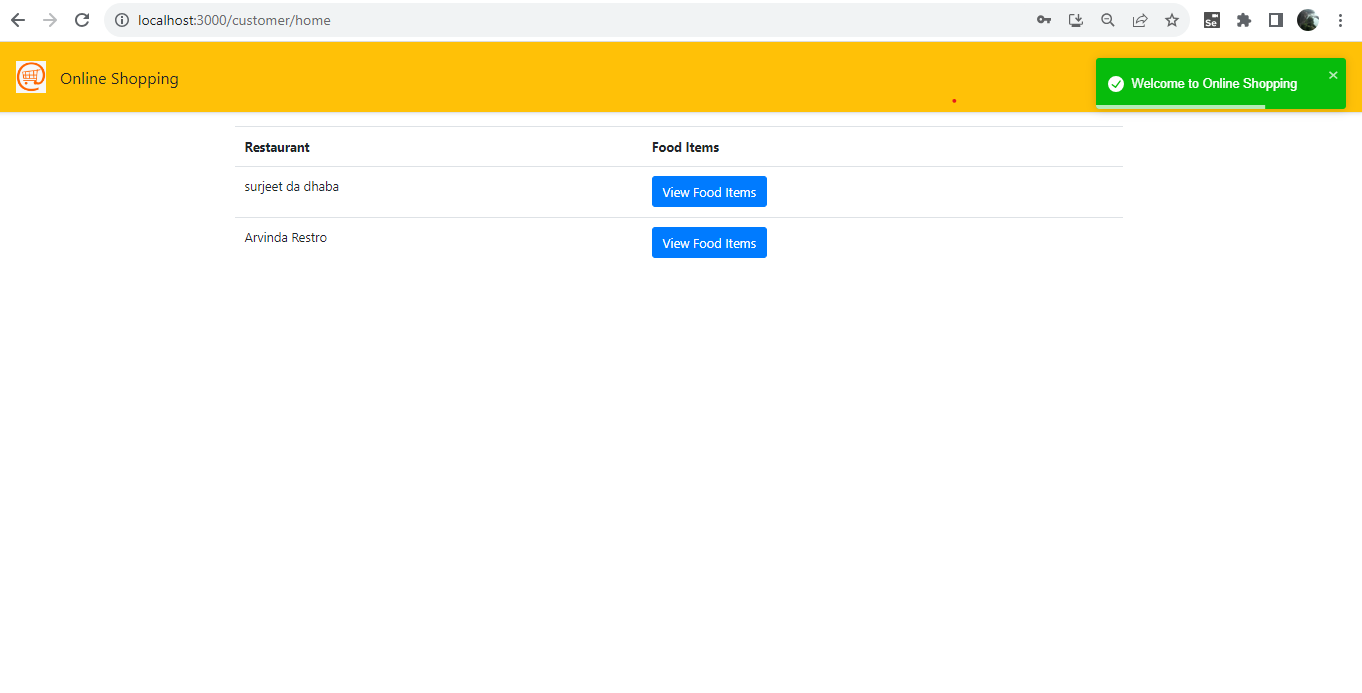 localhost:3000/customer/home
Se
Online Shopping
Welcome to Online Shopping
Restaurant Food Items
surjeet da dhaba View Food Items
Arvinda Restro View Food Items